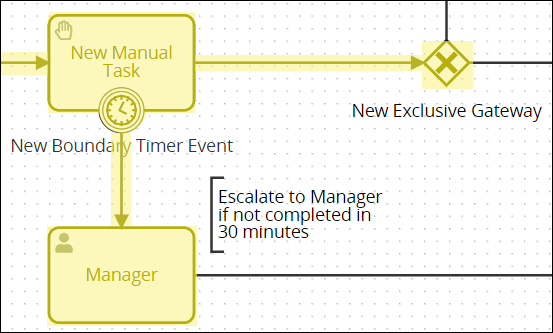 New Manual
Task
New Exclusive Gateway
New Boundary Timer Event
Escalate to Manager
if not completed in
30 minutes
Manager